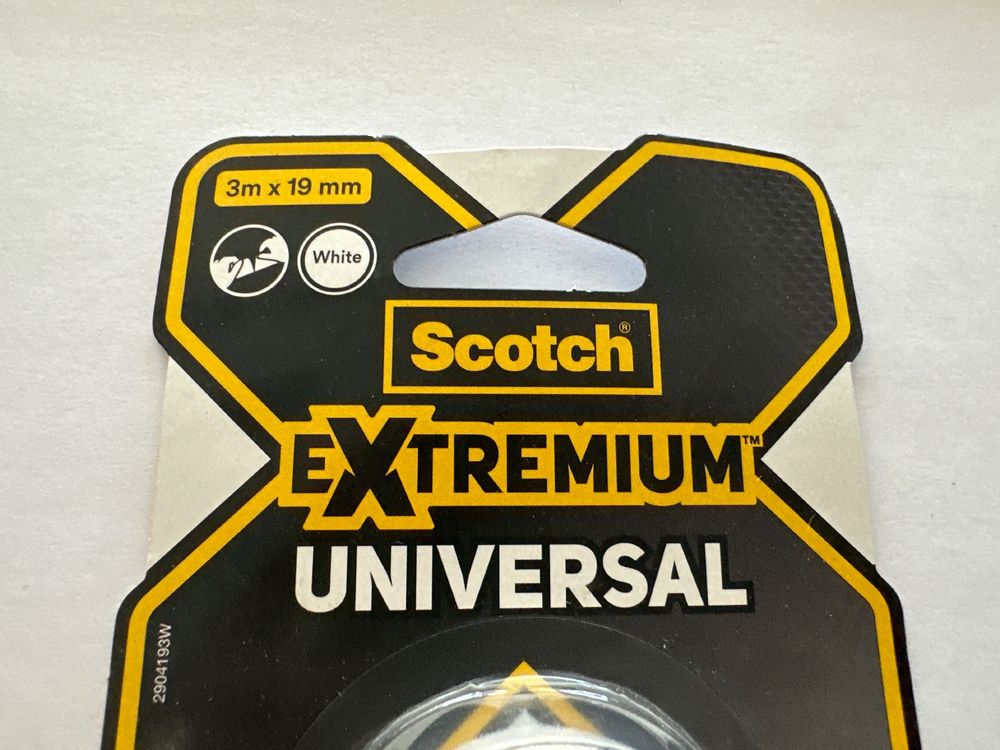 3m x 19 mm
White
Scotch®
EXTREMIUM™
UNIVERSAL
2904193W